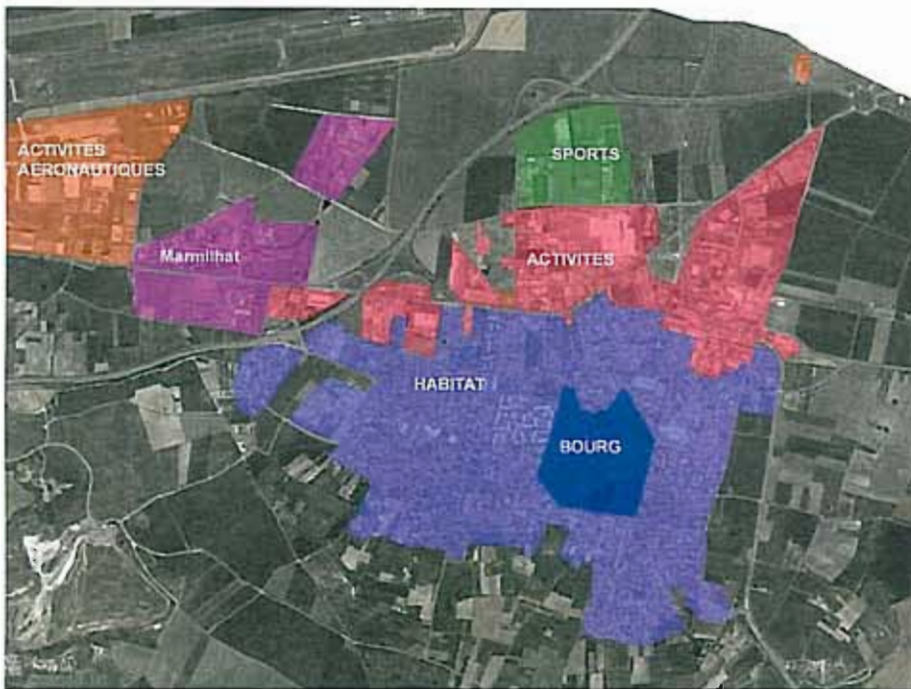 ACTIVITES
AERONAUTIQUES
SPORTS
Marmilhat
ACTIVITES
HABITAT
BOURG